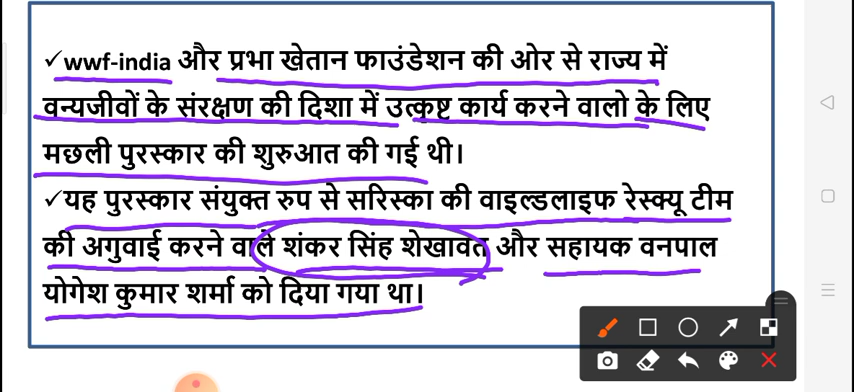 ✓wwf-india और प्रभा खेतान फाउंडेशन की ओर से राज्य में
वन्यजीवों के संरक्षण की दिशा में उत्कृष्ट कार्य करने वालो के लिए
मछली पुरस्कार की शुरुआत की गई थी।
✓यह पुरस्कार संयुक्त रुप से सरिस्का की वाइल्डलाइफ रेस्क्यू टीम
की अगुवाई करने वाले शंकर सिंह शेखावत और सहायक वनपाल
योगेश कुमार शर्मा को दिया गया था।